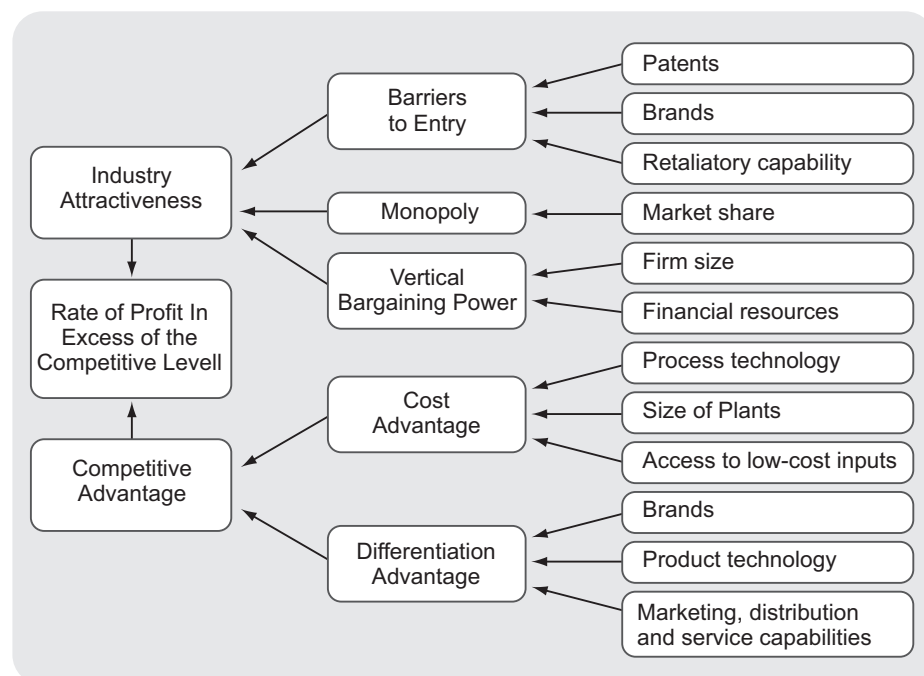 Industry
Attractiveness
Rate of Profit In
Excess of the
Competitive Levell
Competitive
Advantage
Barriers
to Entry
Monopoly
Vertical
Bargaining Power
Cost
Advantage
Differentiation
Advantage
Patents
Brands
Retaliatory capability
Market share
Firm size
Financial resources
Process technology
Size of Plants
Access to low-cost inputs
Brands
Product technology
Marketing, distribution
and service capabilities